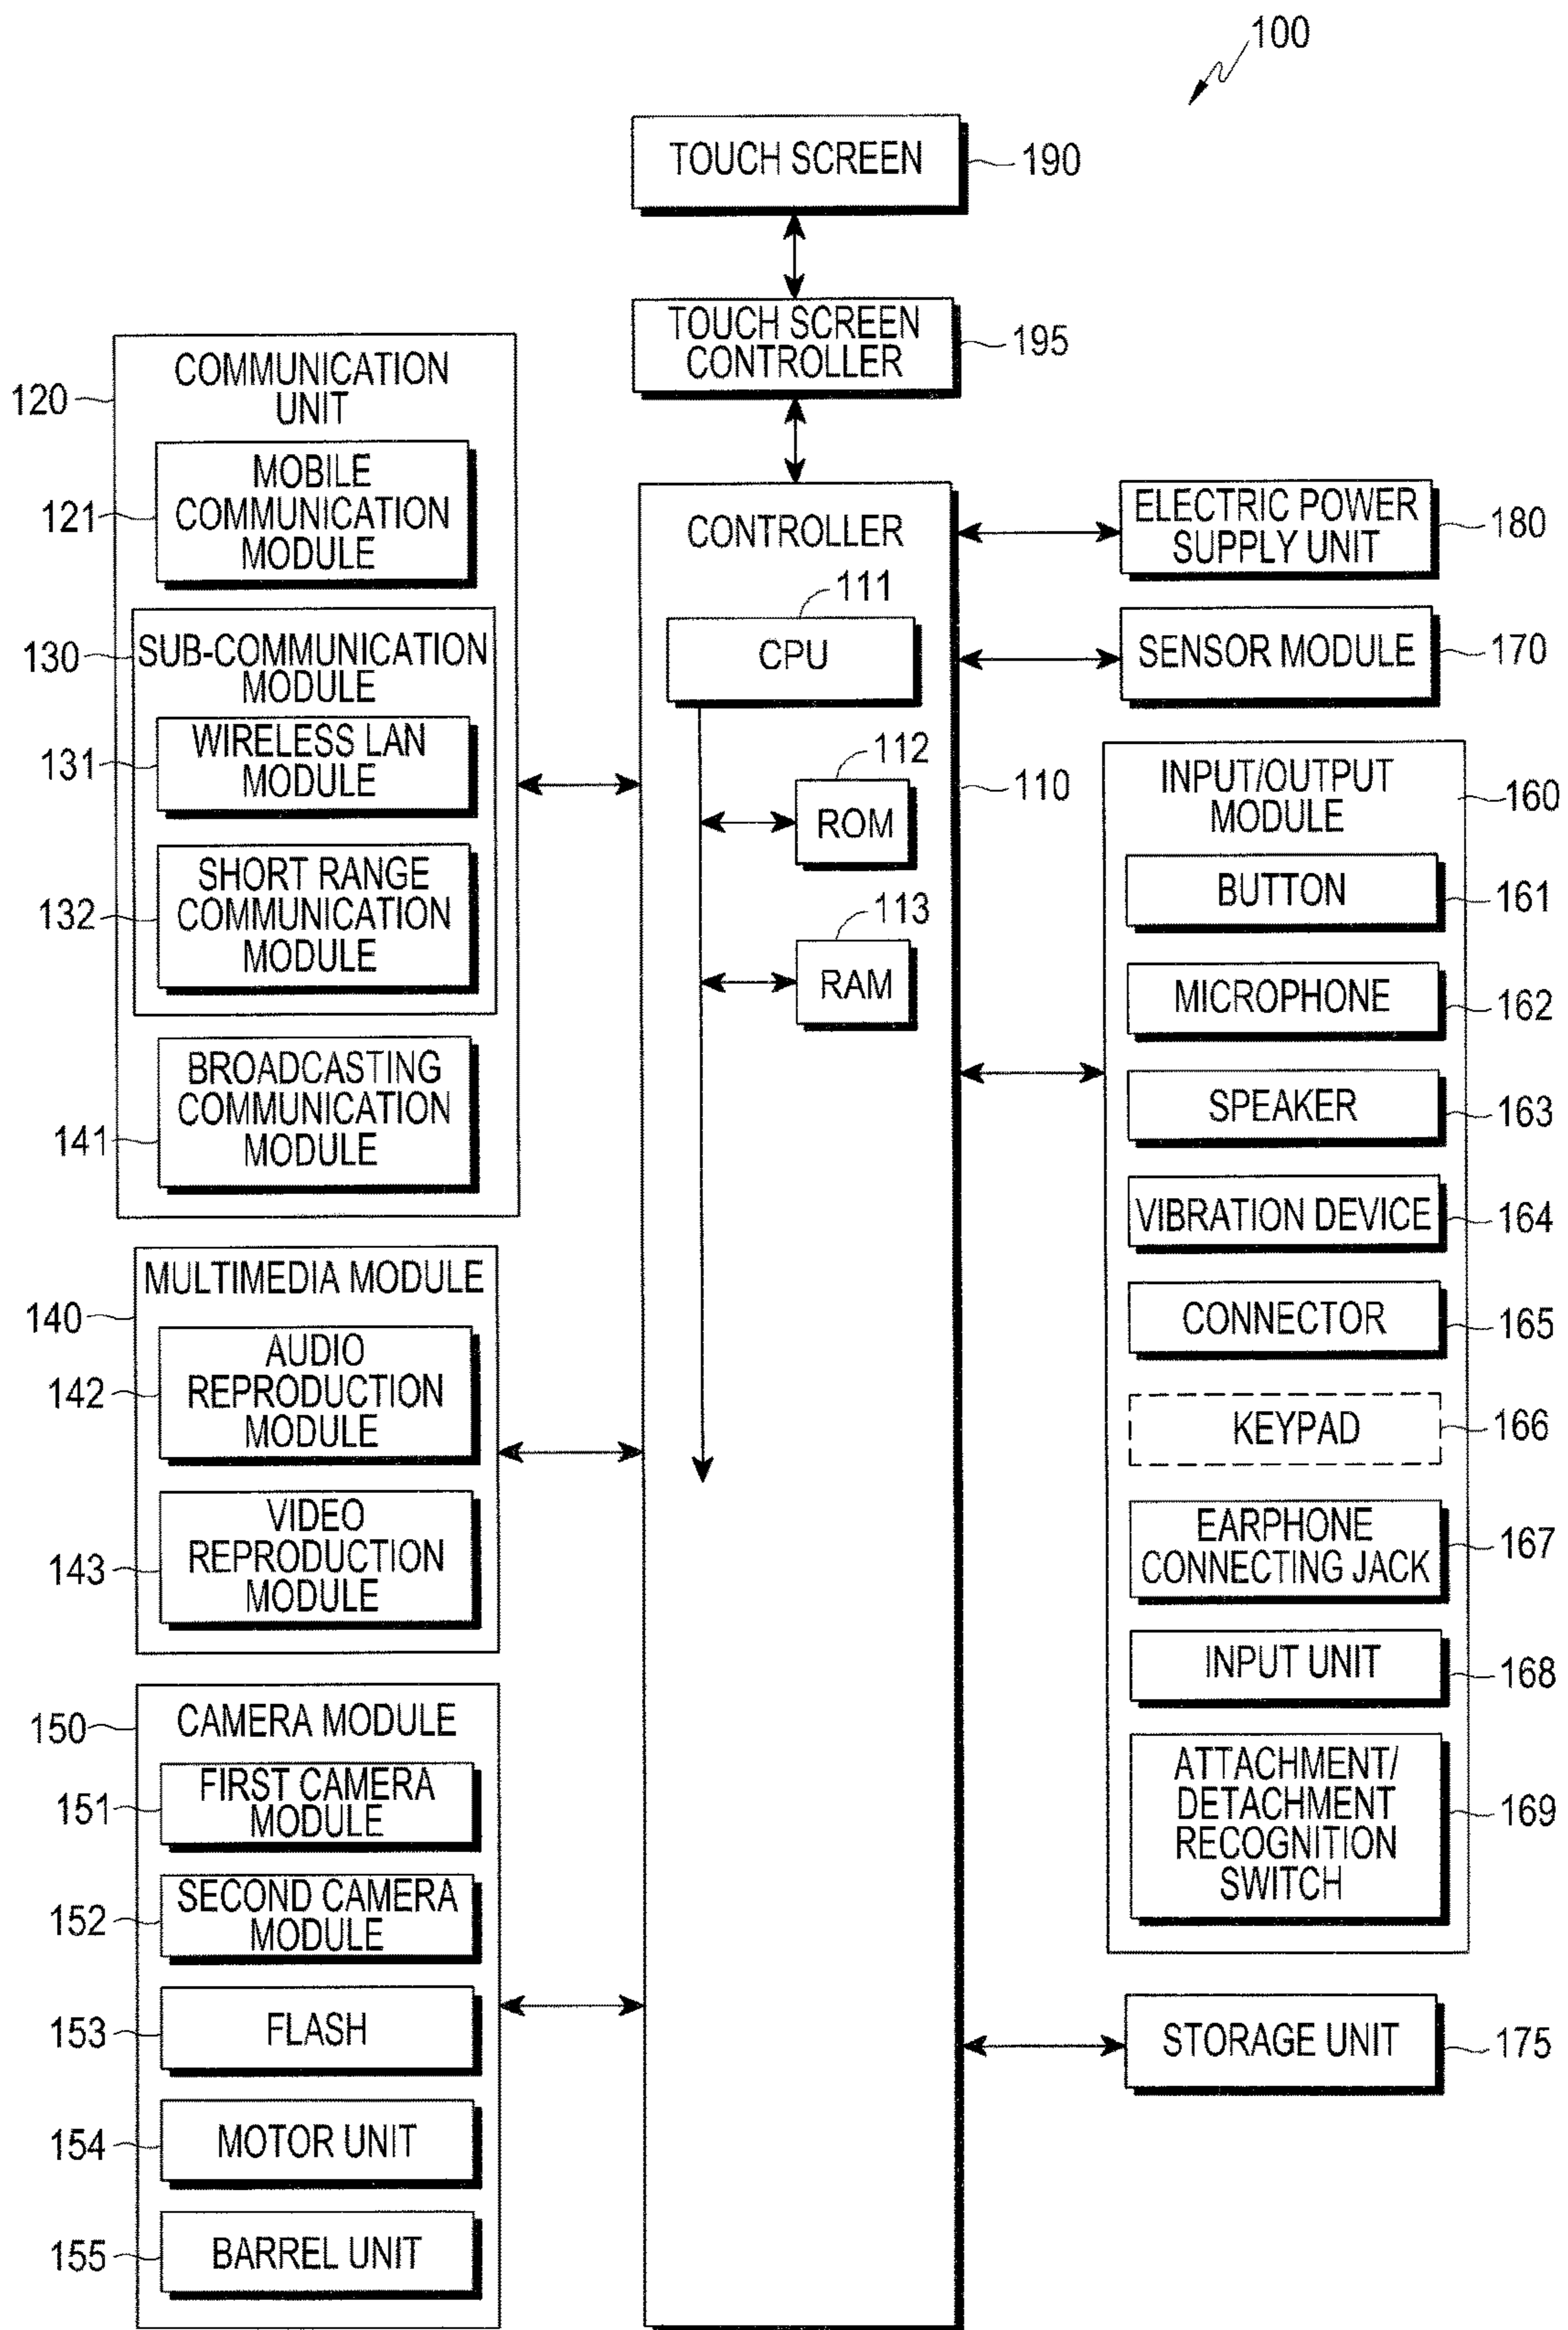 100
TOUCH SCREEN
190
TOUCH SCREEN
CONTROLLER
195
120
COMMUNICATION
UNIT
121
MOBILE
COMMUNICATION
MODULE
130
SUB-COMMUNICATION
MODULE
131
WIRELESS LAN
MODULE
132
SHORT RANGE
COMMUNICATION
MODULE
141
BROADCASTING
COMMUNICATION
MODULE
140
MULTIMEDIA MODULE
142
AUDIO
REPRODUCTION
MODULE
143
VIDEO
REPRODUCTION
MODULE
150
CAMERA MODULE
151
FIRST CAMERA
MODULE
152
SECOND CAMERA
MODULE
153
FLASH
154
MOTOR UNIT
155
BARREL UNIT
CONTROLLER
110
111
CPU
112
ROM
113
RAM
ELECTRIC POWER
SUPPLY UNIT
180
SENSOR MODULE
170
INPUT/OUTPUT
MODULE
160
BUTTON
161
MICROPHONE
162
SPEAKER
163
VIBRATION DEVICE
164
CONNECTOR
165
KEYPAD
166
EARPHONE
CONNECTING JACK
167
INPUT UNIT
168
ATTACHMENT/
DETACHMENT
RECOGNITION
SWITCH
169
STORAGE UNIT
175